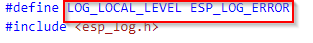 #define LOG_LOCAL_LEVEL ESP_LOG_ERROR
#include <esp_log.h>